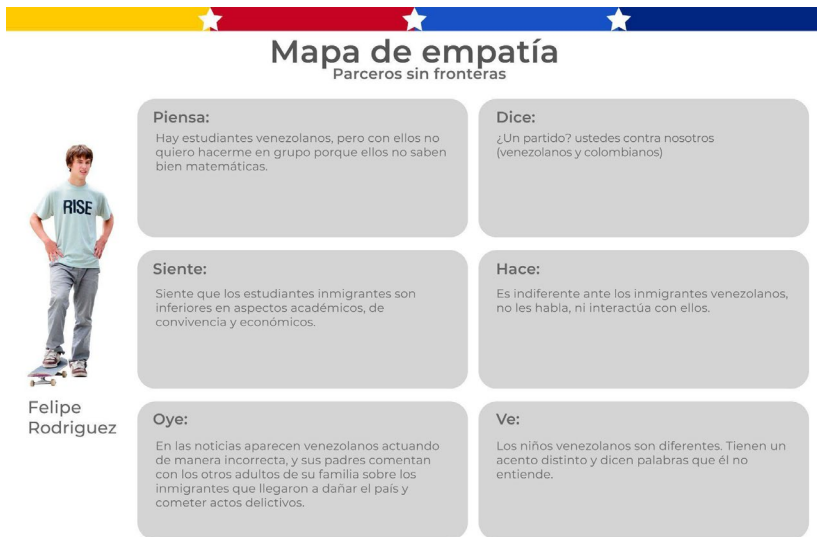 Mapa de empatía
Parceros sin fronteras
RISE
Felipe
Rodriguez
Piensa:
Hay estudiantes venezolanos, pero con ellos no
quiero hacerme en grupo porque ellos no saben
bien matemáticas.
Dice:
¿Un partido? ustedes contra nosotros
(venezolanos y colombianos)
Siente:
Siente que los estudiantes inmigrantes son
inferiores en aspectos académicos, de
convivencia y económicos.
Hace:
Es indiferente ante los inmigrantes venezolanos,
no les habla, ni interactúa con ellos.
Oye:
En las noticias aparecen venezolanos actuando
de manera incorrecta, y sus padres comentan
con los otros adultos de su familia sobre los
inmigrantes que llegaron a dañar el país y
cometer actos delictivos.
Ve:
Los niños venezolanos son diferentes. Tienen un
acento distinto y dicen palabras que él no
entiende.